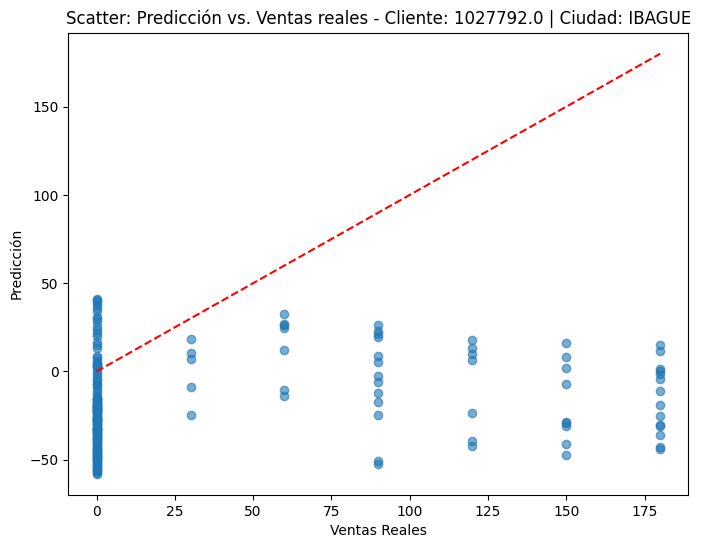 Scatter: Predicción vs. Ventas reales - Cliente: 1027792.0 | Ciudad: IBAGUE
Predicción
150
100
50
0
−50
0 25 50 75 100 125 150 175
Ventas Reales